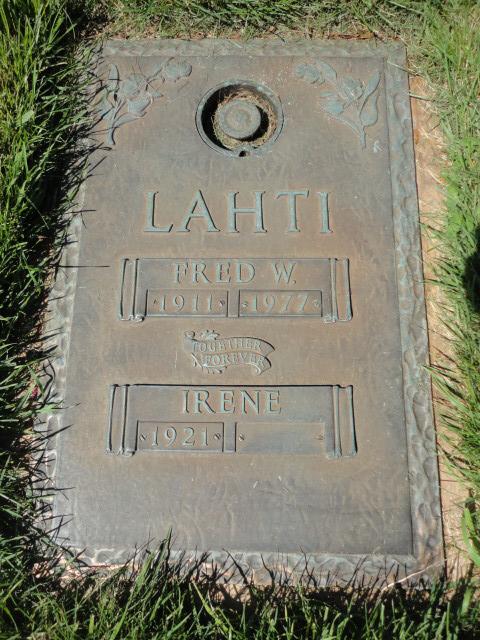 LAHTI
FRED W.
1911 1977
TOGETHER
FOREVER
IRENE
1921